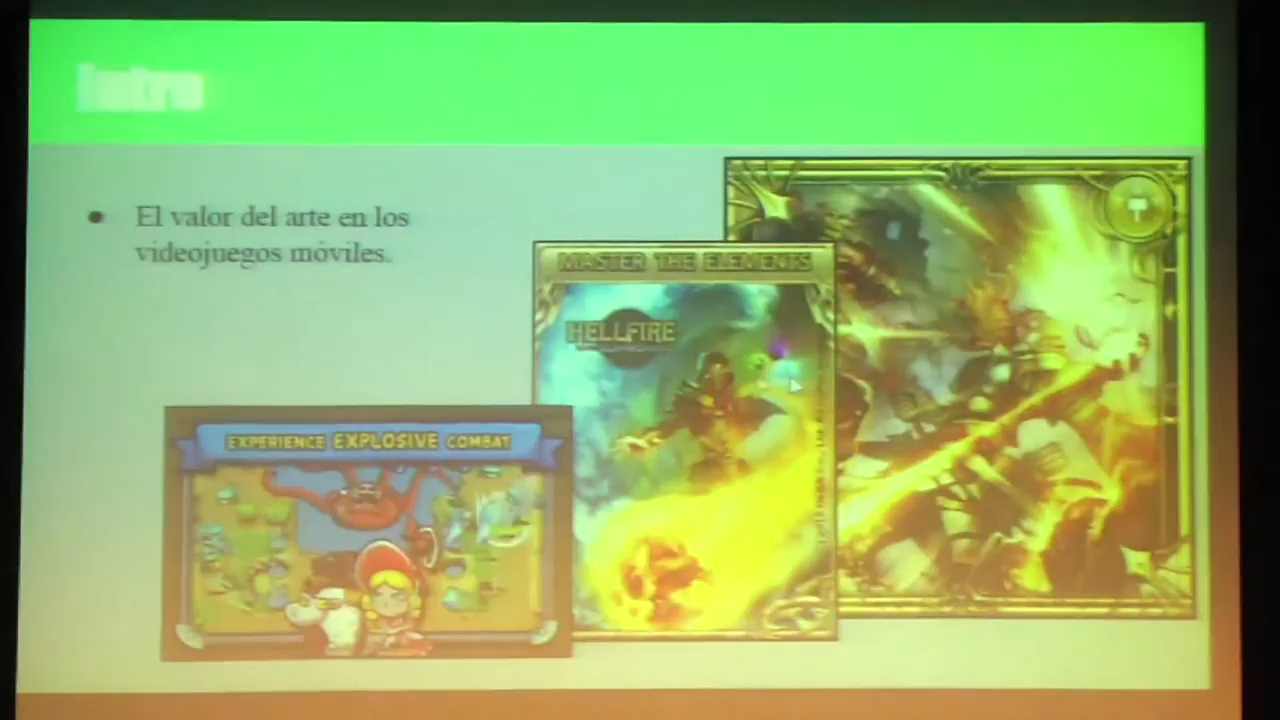 Intro
El valor del arte en los
videojuegos móviles.
MASTER THE ELEMENTS
HELLFIRE
EXPERIENCE EXPLOSIVE COMBAT